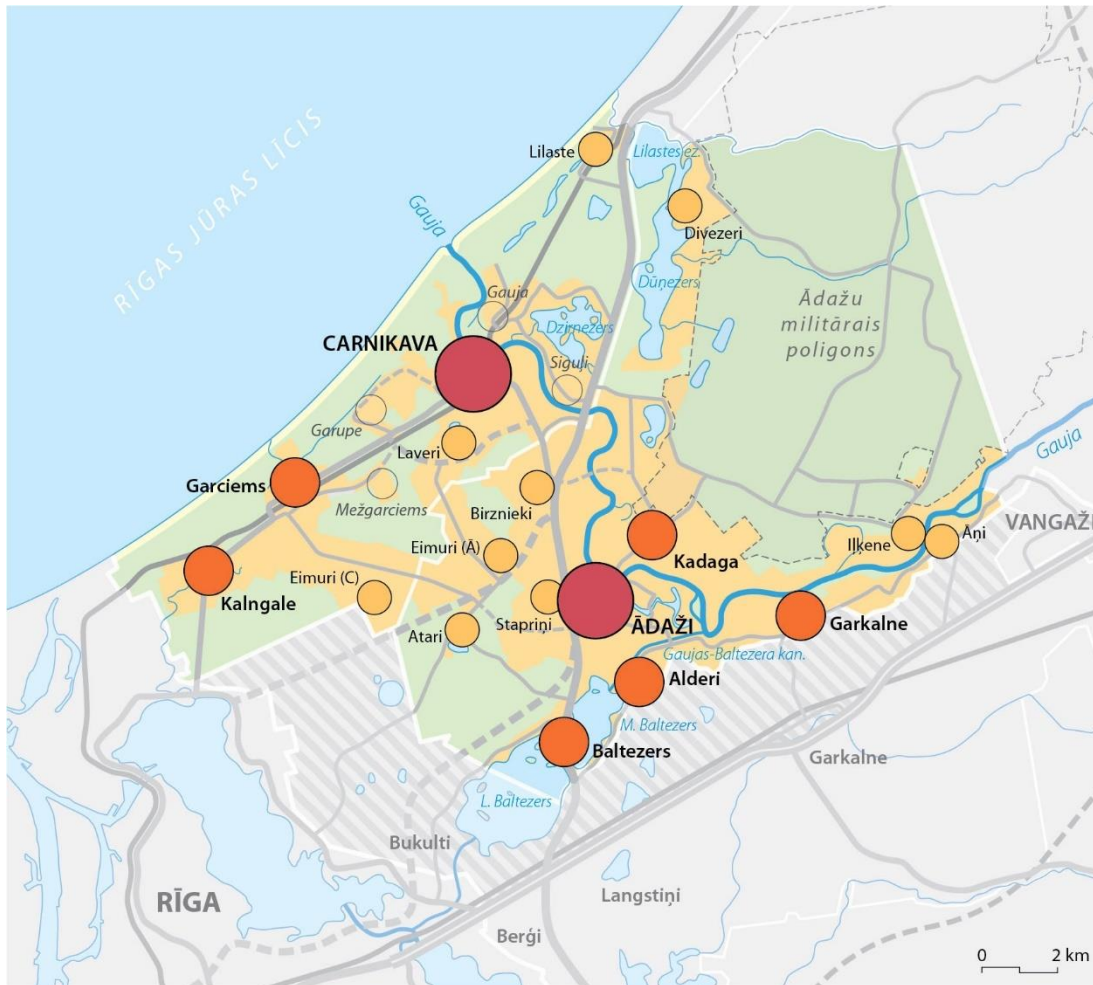 Lilaste
Lilastes ez.
RĪGAS JŪRAS LĪCIS
Gauja
Divezeri
Dūņezers
Gauja
Dzirnezers
Ādažu
militārais
poligons
CARNIKAVA
Siguļi
Garupe
Laveri
Gauja
Garciems
Mežgarciems
Birznieki
VANGAŽI
Eimuri (Ā)
Kadaga
Iļķene
Āņi
Kalngale
Eimuri (C)
Stapriņi
ĀDAŽI
Garkalne
Atari
Gaujas-Baltezera kan.
Alderi
M. Baltezers
Baltezers
Garkalne
L. Baltezers
Bukulti
RĪGA
Langstiņi
Berģi
0 2 km